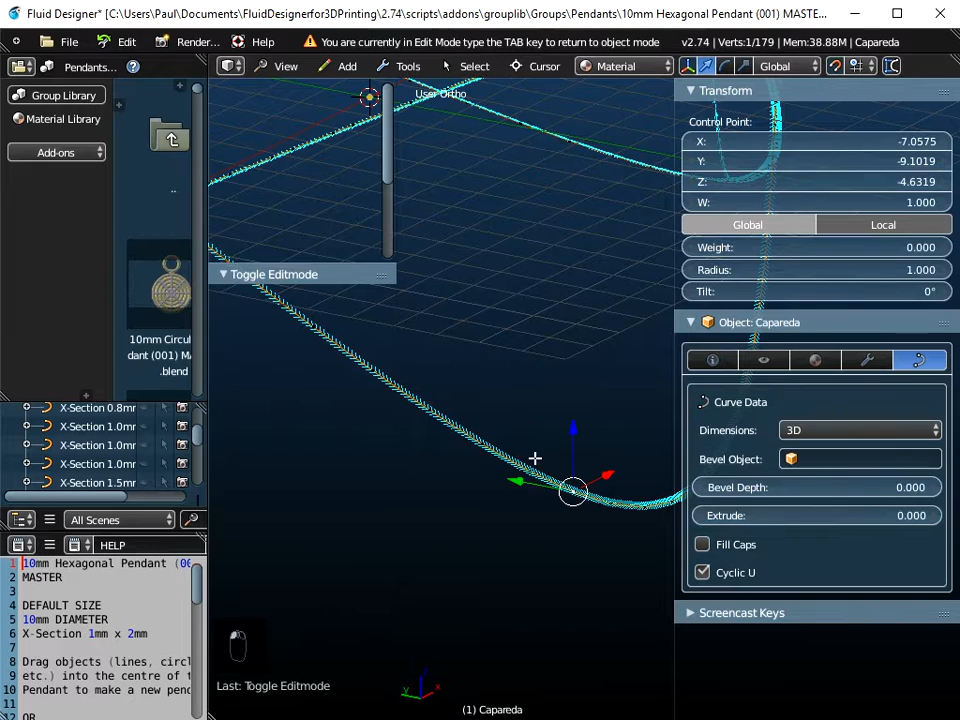 Fluid Designer* [C:\Users\Paul\Documents\FluidDesignerfor3DPrinting\2.74\scripts\addons\grouplib\Groups\Pendants\10mm Hexagonal Pendant (001) MASTE...
File Edit Render... Help You are currently in Edit Mode type the TAB key to return to object mode v2.74 | Verts:1/179 | Mem:38.88M | Capareda
Pendants... View Add Tools Select Cursor Material Global
Group Library
Material Library
Add-ons
..
10mm Circul
dant (001) M
.blend
User Ortho
Toggle Editmode
Transform
Control Point:
X: -7.0575
Y: -9.1019
Z: -4.6319
W: 1.000
Global Local
Weight: 0.000
Radius: 1.000
Tilt: 0°
Object: Capareda
Curve Data
Dimensions: 3D
Bevel Object:
Bevel Depth: 0.000
Extrude: 0.000
Fill Caps
Cyclic U
Screencast Keys
X-Section 0.8mr
X-Section 1.0mr
X-Section 1.0mr
X-Section 1.0mr
X-Section 1.5mr
All Scenes
HELP
1 10mm Hexagonal Pendant (00
2 MASTER
3
4 DEFAULT SIZE
5 10mm DIAMETER
6 X-Section 1mm x 2mm
7
8 Drag objects (lines, circl
9 etc.) into the centre of t
10 Pendant to make a new pend
11
12 OR
Last: Toggle Editmode
z
y x
(1) Capareda